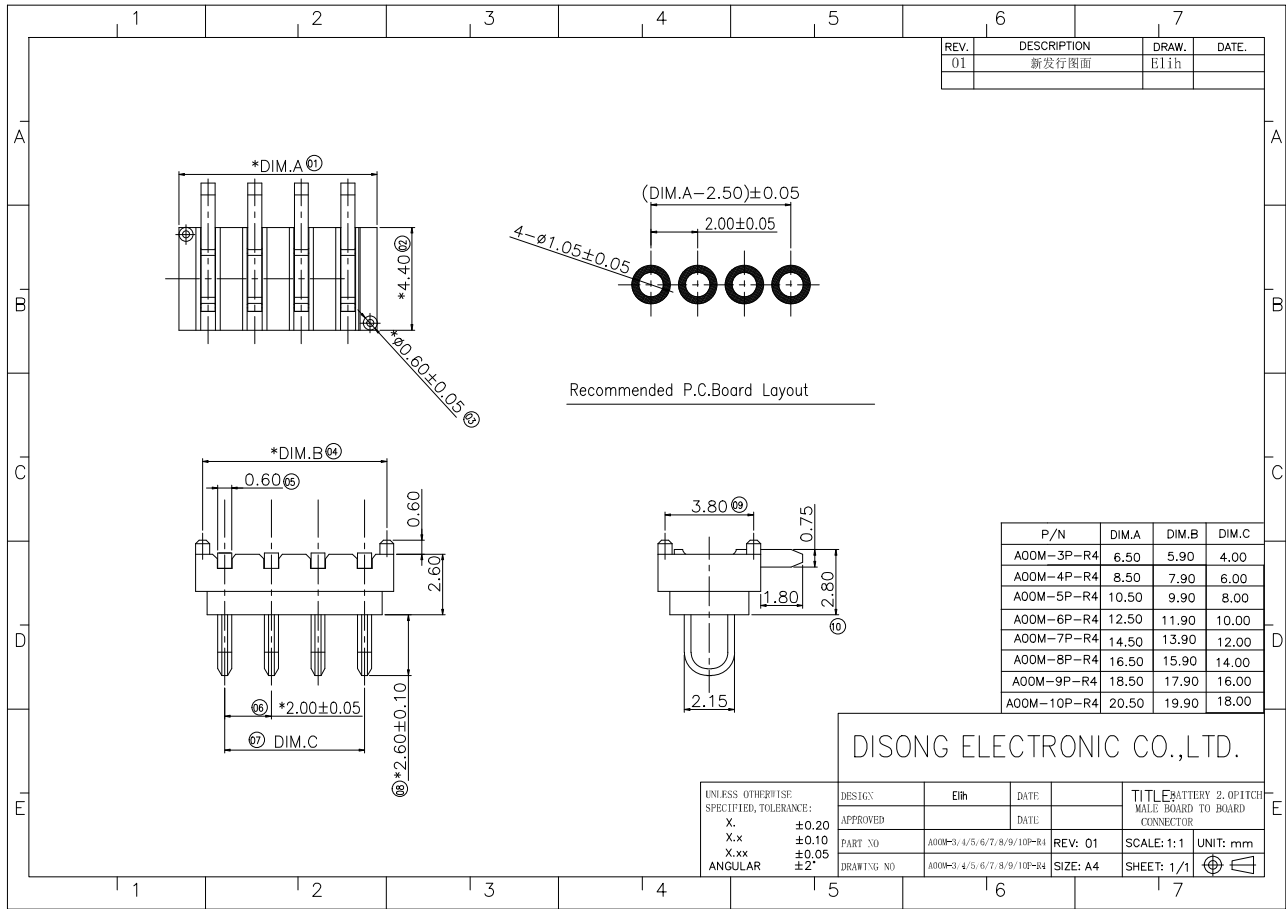 1 2 3 4 5 6 7
REV. DESCRIPTION DRAW. DATE.
01 新发行图面 Elih
A A
*DIM.A 01
(DIM.A-2.50)±0.05
2.00±0.05
4-ø1.05±0.05
*4.40 02
B B
*ø0.60±0.05 03
Recommended P.C.Board Layout
*DIM.B 04
C C
0.60 05
0.60
2.60
3.80 09
0.75
2.80
10
1.80
2.15
06 *2.00±0.05
07 DIM.C
08 *2.60±0.10
P/N DIM.A DIM.B DIM.C
A00M-3P-R4 6.50 5.90 4.00
A00M-4P-R4 8.50 7.90 6.00
A00M-5P-R4 10.50 9.90 8.00
A00M-6P-R4 12.50 11.90 10.00
A00M-7P-R4 14.50 13.90 12.00
A00M-8P-R4 16.50 15.90 14.00
A00M-9P-R4 18.50 17.90 16.00
A00M-10P-R4 20.50 19.90 18.00
D D
DISONG ELECTRONIC CO.,LTD.
E E
UNLESS OTHERWISE
SPECIFIED, TOLERANCE:
X. ±0.20
X.x ±0.10
X.xx ±0.05
ANGULAR ±2°
DESIGN Elih DATE
APPROVED DATE
PART NO A00M-3/4/5/6/7/8/9/10P-R4 REV: 01
DRAWING NO A00M-3/4/5/6/7/8/9/10P-R4 SIZE: A4
TITLE: BATTERY 2.0PITCH
MALE BOARD TO BOARD
CONNECTOR
SCALE: 1:1 UNIT: mm
SHEET: 1/1
1 2 3 4 5 6 7